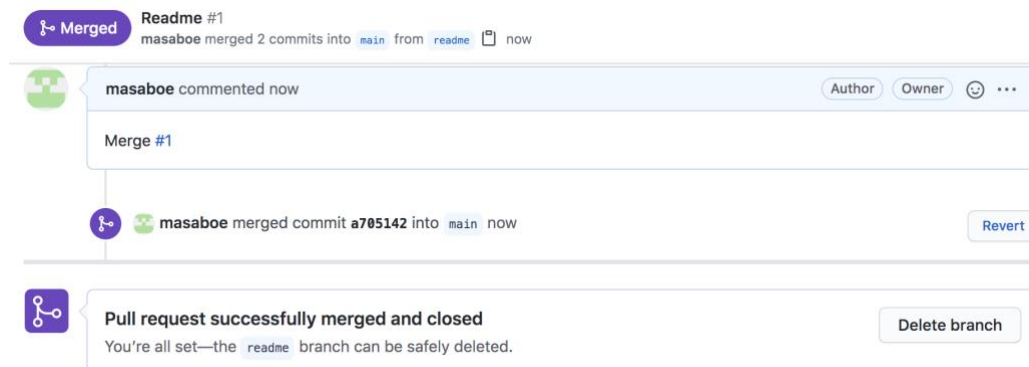 Merged
Readme #1
masaboe merged 2 commits into main from readme now
masaboe commented now
Author
Owner
Merge #1
masaboe merged commit a705142 into main now
Revert
Pull request successfully merged and closed
Delete branch
You're all set—the readme branch can be safely deleted.